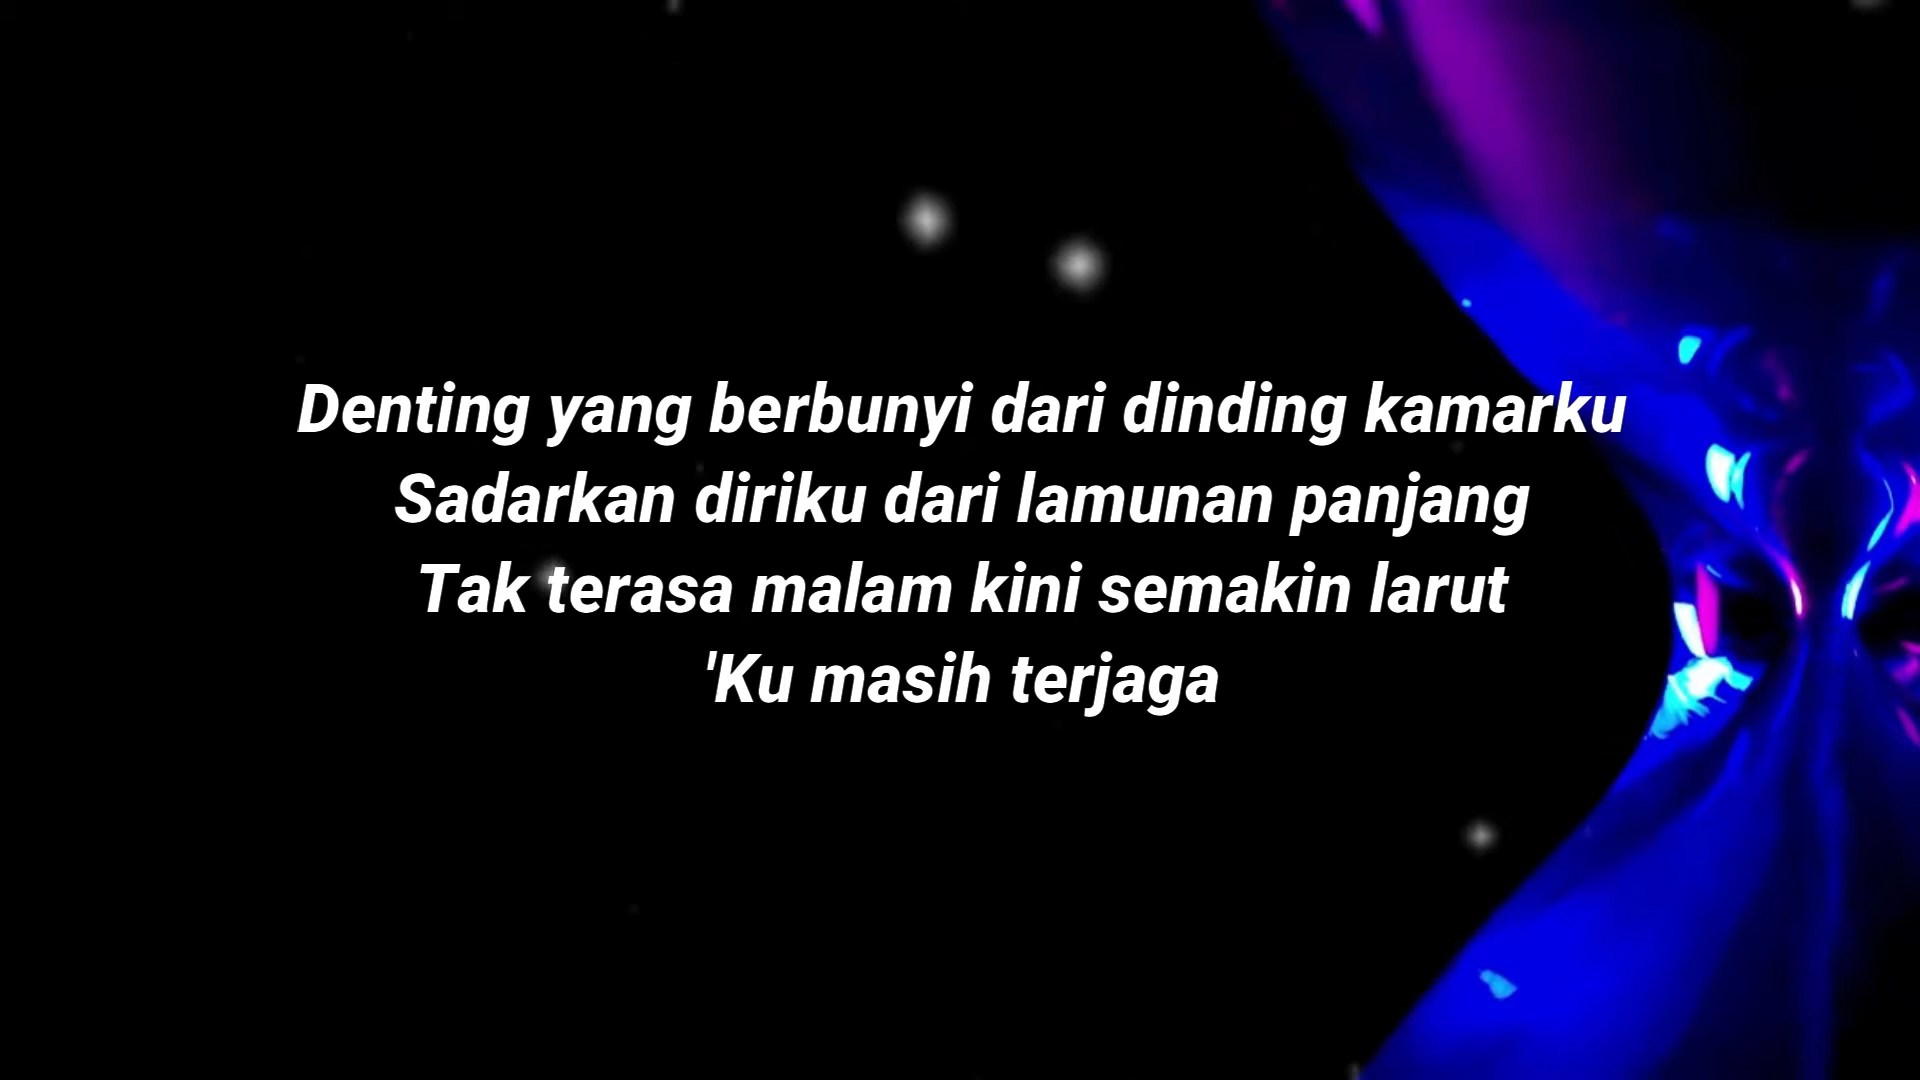 Denting yang berbunyi dari dinding kamarku
Sadarkan diriku dari lamunan panjang
Tak terasa malam kini semakin larut
'Ku masih terjaga